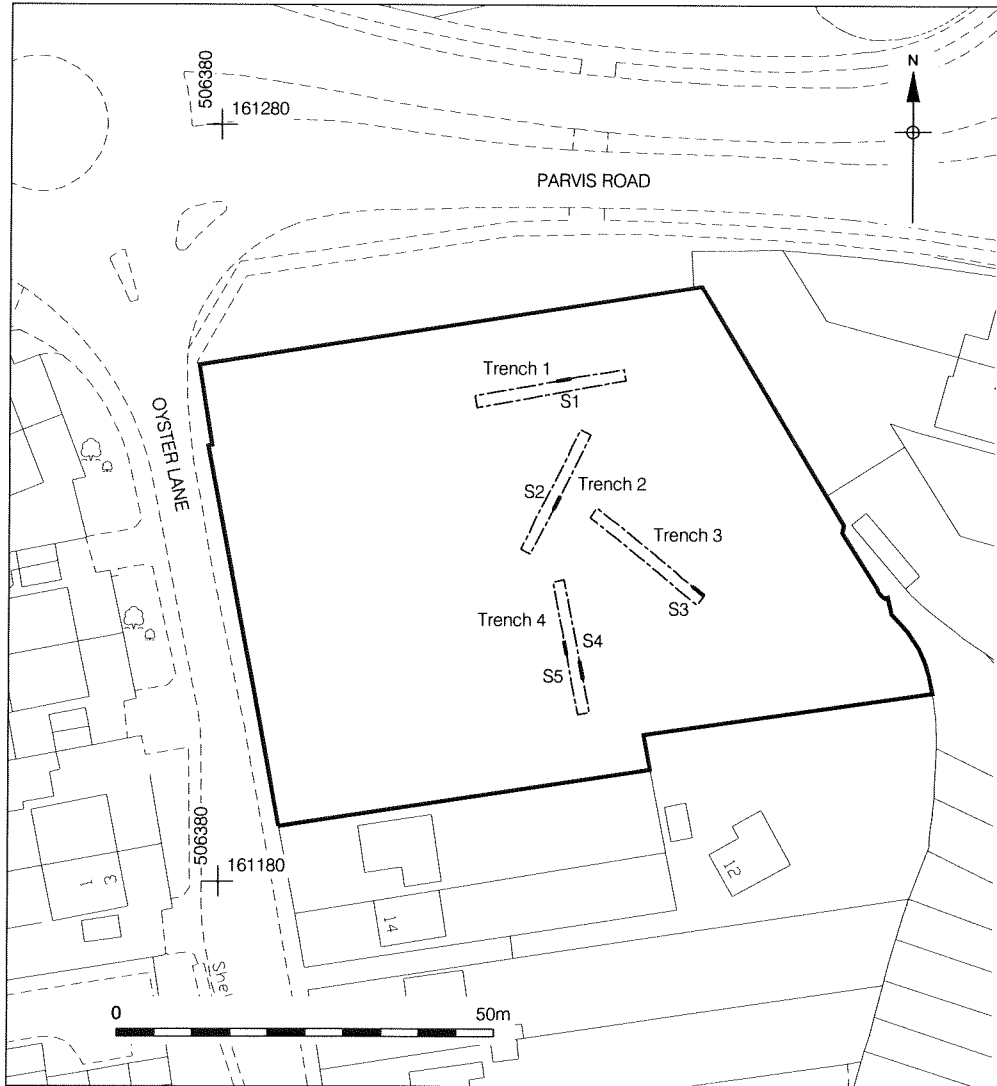 506380
161280
N
PARVIS ROAD
Trench 1
S1
OYSTER LANE
S2
Trench 2
Trench 3
S3
Trench 4
S4
S5
506380
161180
1
3
12
14
She
0
50m